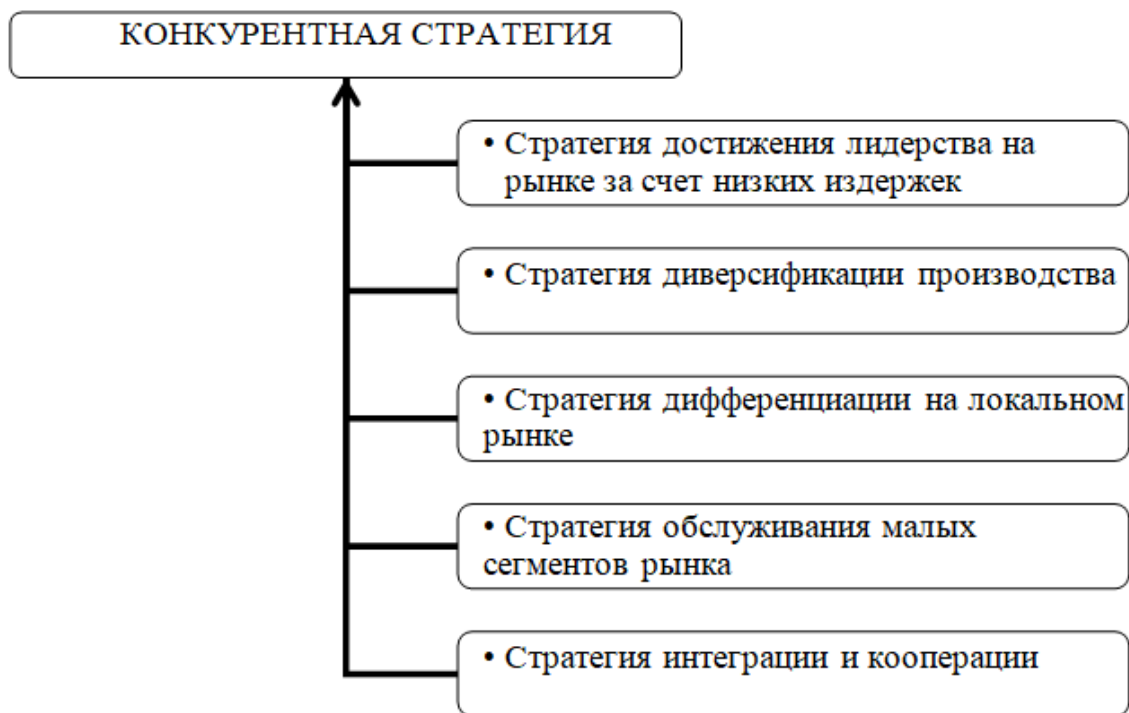 КОНКУРЕНТНАЯ СТРАТЕГИЯ
• Стратегия достижения лидерства на
рынке за счет низких издержек
• Стратегия диверсификации производства
• Стратегия дифференциации на локальном
рынке
• Стратегия обслуживания малых
сегментов рынка
• Стратегия интеграции и кооперации